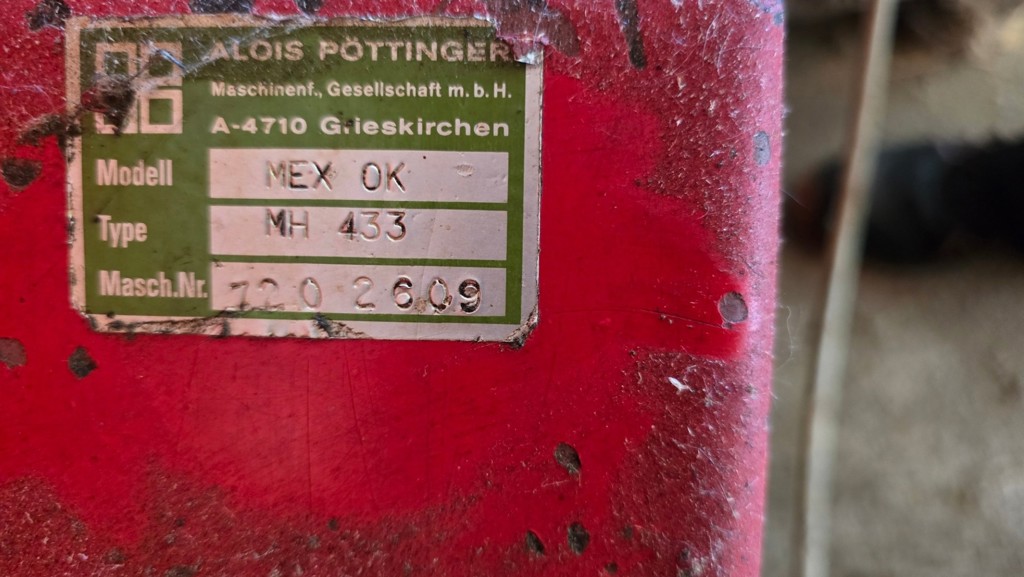 ALOIS PÖTTINGER
Maschinenf., Gesellschaft m.b.H.
A-4710 Grieskirchen
Modell MEX OK
Type MH 433
Masch.Nr. 720 2609